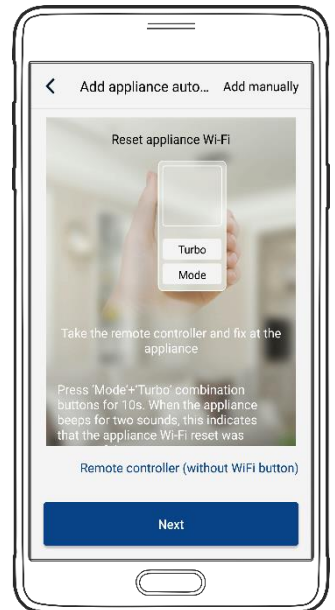 Add appliance auto... Add manually
Reset appliance Wi-Fi
Turbo
Mode
Take the remote controller and fix at the
appliance
Press 'Mode'+'Turbo' combination
buttons for 10s. When the appliance
beeps for two sounds, this indicates
that the appliance Wi-Fi reset was
Remote controller (without WiFi button)
Next